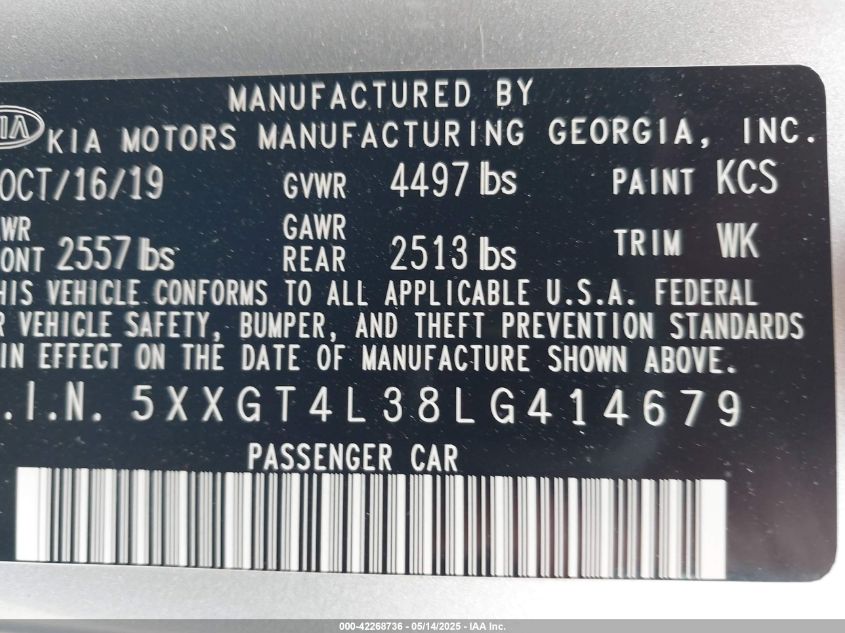 MANUFACTURED BY
KIA MOTORS MANUFACTURING GEORGIA, INC.
OCT/16/19 GVWR 4497 lbs PAINT KCS
WR GAWR
ONT 2557 lbs REAR 2513 lbs TRIM WK
HIS VEHICLE CONFORMS TO ALL APPLICABLE U.S.A. FEDERAL
R VEHICLE SAFETY, BUMPER, AND THEFT PREVENTION STANDARDS
IN EFFECT ON THE DATE OF MANUFACTURE SHOWN ABOVE.
.I.N. 5XXGT4L38LG414679
PASSENGER CAR
000-42268736 - 05/14/2025 - IAA Inc.